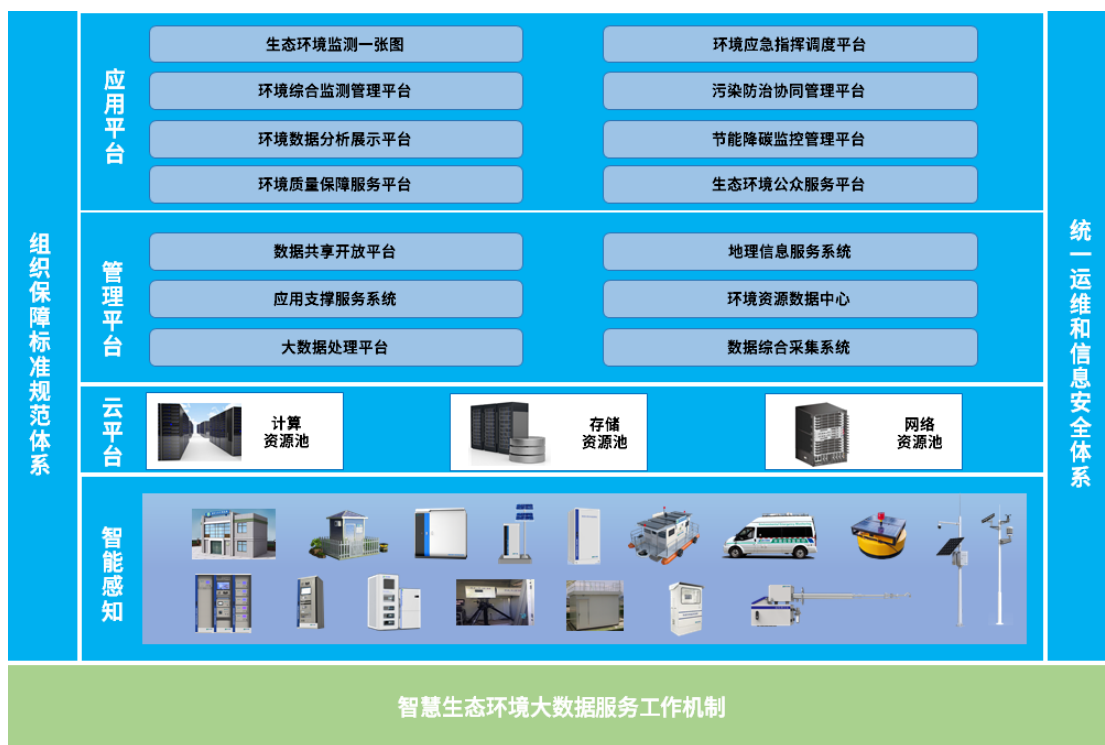 组织保障标准规范体系
应用平台
生态环境监测一张图
环境应急指挥调度平台
环境综合监测管理平台
污染防治协同管理平台
环境数据分析展示平台
节能降碳监控管理平台
环境质量保障服务平台
生态环境公众服务平台
管理平台
数据共享开放平台
地理信息服务系统
应用支撑服务系统
环境资源数据中心
大数据处理平台
数据综合采集系统
云平台
计算
资源池
存储
资源池
网络
资源池
智能感知
统一运维和信息安全体系
智慧生态环境大数据服务工作机制